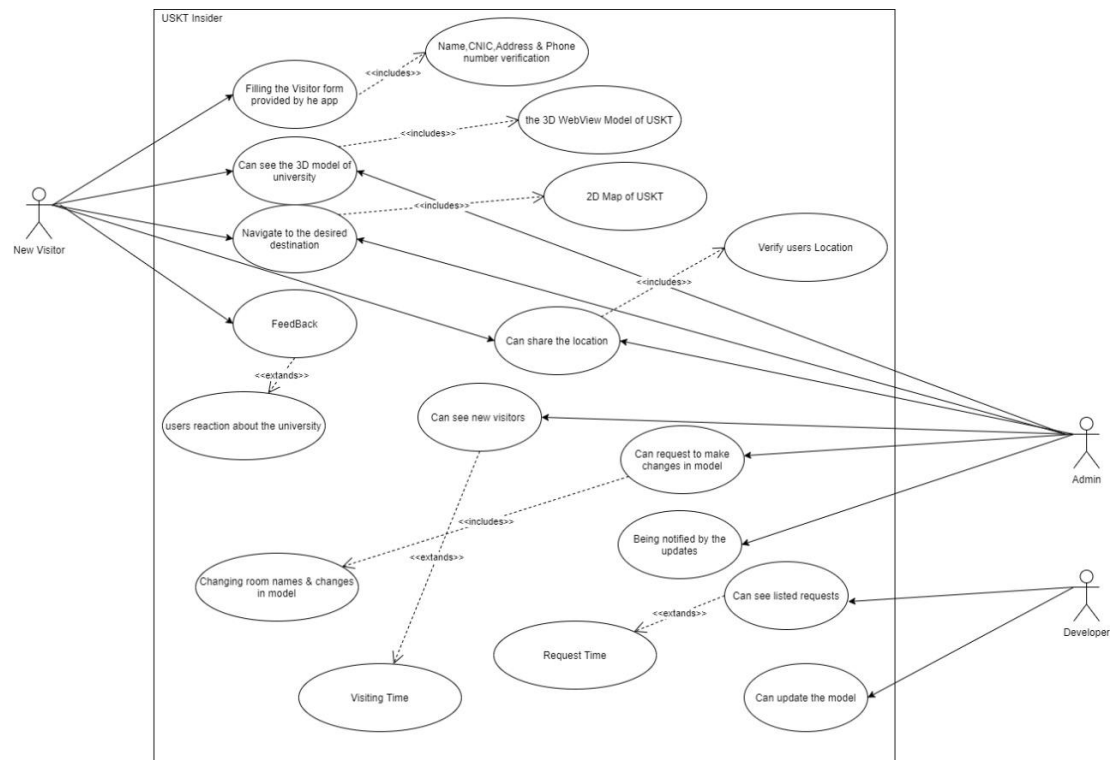 USKT Insider
Name,CNIC,Address & Phone
number verification
<<includes>>
Filling the Visitor form
provided by he app
the 3D WebView Model of USKT
<<includes>>
Can see the 3D model of
university
2D Map of USKT
<<includes>>
New Visitor
Navigate to the desired
destination
Verify users Location
<<includes>>
FeedBack
Can share the location
<<extands>>
users reaction about the university
Can see new visitors
Can request to make
changes in model
Admin
<<includes>>
Being notified by the
updates
<<extands>>
Changing room names & changes
in model
Can see listed requests
<<extands>>
Developer
Request Time
Visiting Time
Can update the model